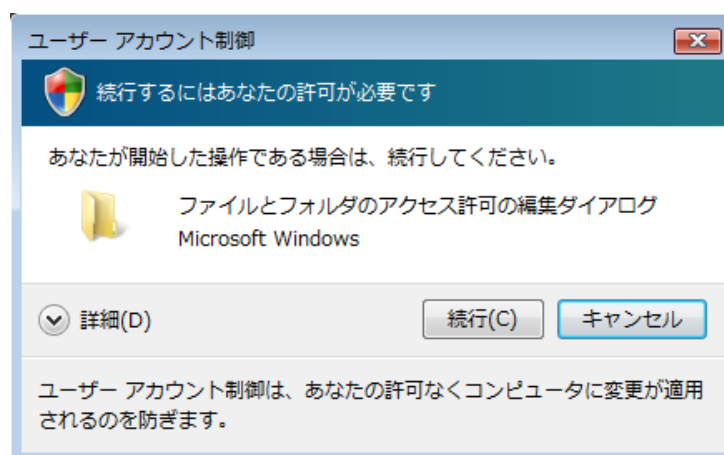 ユーザー アカウント制御
続行するにはあなたの許可が必要です
あなたが開始した操作である場合は、続行してください。
ファイルとフォルダのアクセス許可の編集ダイアログ
Microsoft Windows
詳細(D)
続行(C)
キャンセル
ユーザー アカウント制御は、あなたの許可なくコンピュータに変更が適用
されるのを防ぎます。